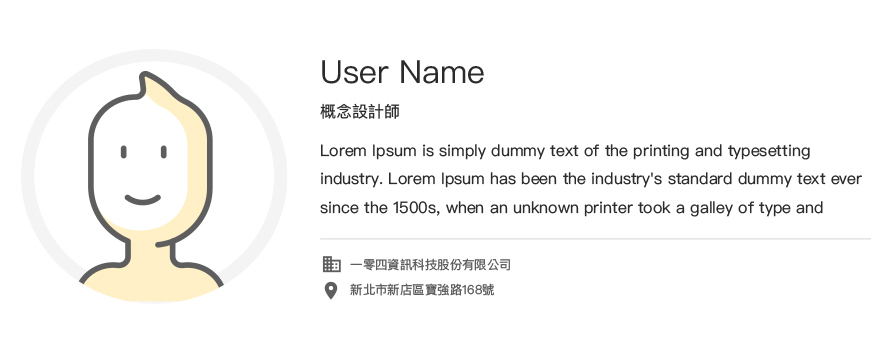 User Name
概念設計師
Lorem Ipsum is simply dummy text of the printing and typesetting
industry. Lorem Ipsum has been the industry's standard dummy text ever
since the 1500s, when an unknown printer took a galley of type and
一零四資訊科技股份有限公司
新北市新店區寶強路168號